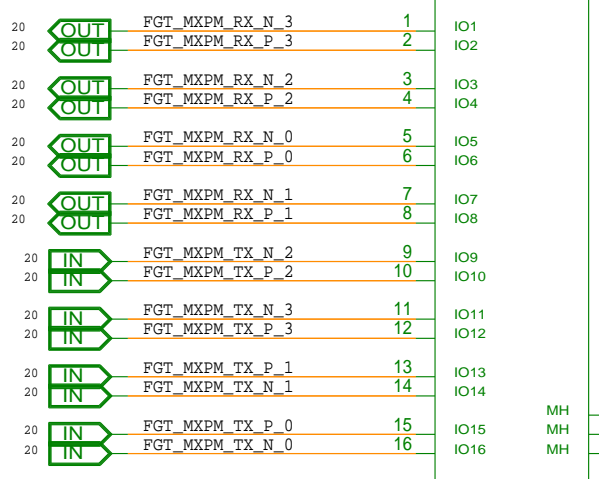 20 OUT FGT_MXPM_RX_N_3 1 IO1
20 OUT FGT_MXPM_RX_P_3 2 IO2
20 OUT FGT_MXPM_RX_N_2 3 IO3
20 OUT FGT_MXPM_RX_P_2 4 IO4
20 OUT FGT_MXPM_RX_N_0 5 IO5
20 OUT FGT_MXPM_RX_P_0 6 IO6
20 OUT FGT_MXPM_RX_N_1 7 IO7
20 OUT FGT_MXPM_RX_P_1 8 IO8
20 IN FGT_MXPM_TX_N_2 9 IO9
20 IN FGT_MXPM_TX_P_2 10 IO10
20 IN FGT_MXPM_TX_N_3 11 IO11
20 IN FGT_MXPM_TX_P_3 12 IO12
20 IN FGT_MXPM_TX_P_1 13 IO13
20 IN FGT_MXPM_TX_N_1 14 IO14
MH
20 IN FGT_MXPM_TX_P_0 15 IO15 MH
20 IN FGT_MXPM_TX_N_0 16 IO16 MH